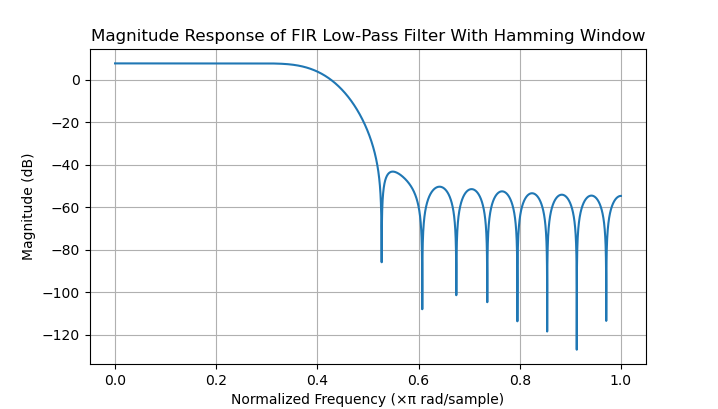 Magnitude Response of FIR Low-Pass Filter With Hamming Window
0
−20
−40
−60
−80
−100
−120
Magnitude (dB)
0.0 0.2 0.4 0.6 0.8 1.0
Normalized Frequency (×π rad/sample)